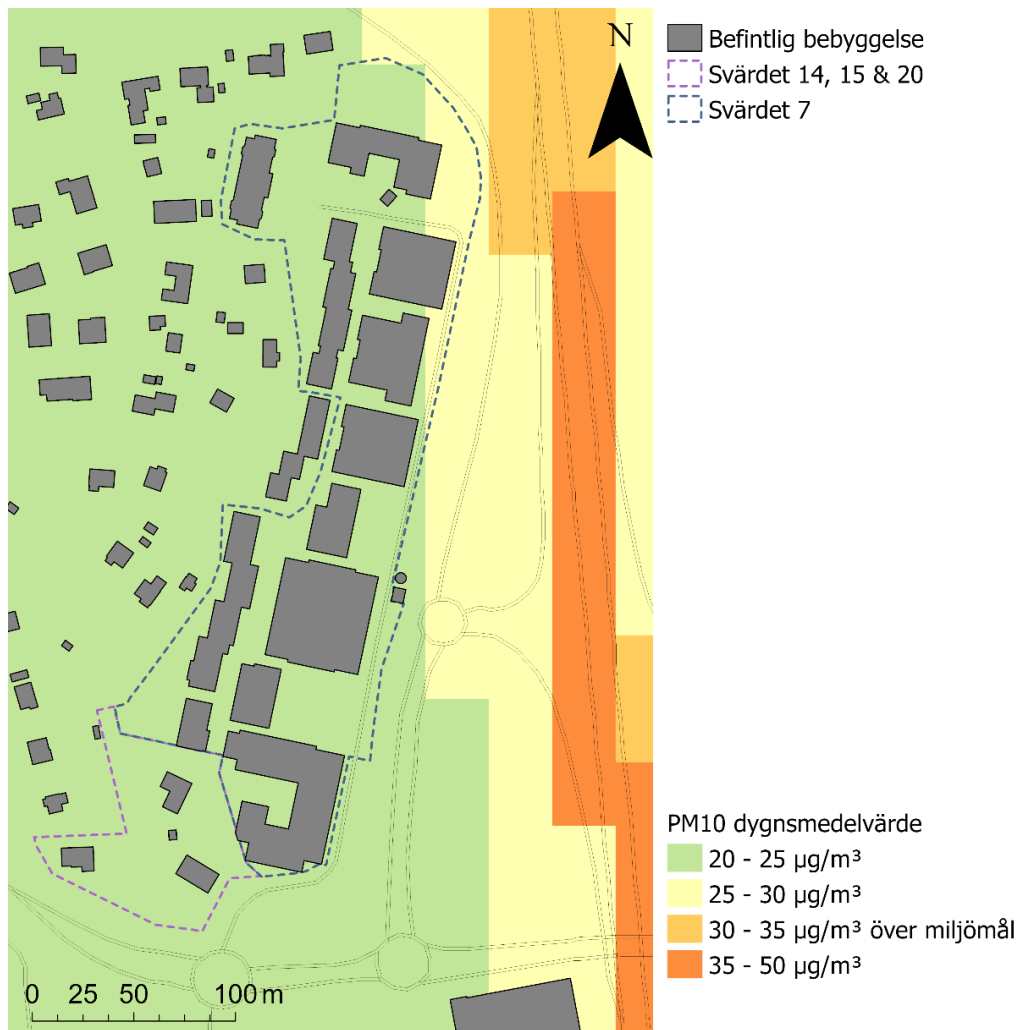 N
Befintlig bebyggelse
Svärdet 14, 15 & 20
Svärdet 7
PM10 dygnsmedelvärde
20 - 25 µg/m³
25 - 30 µg/m³
30 - 35 µg/m³ över miljömål
35 - 50 µg/m³
0 25 50 100 m